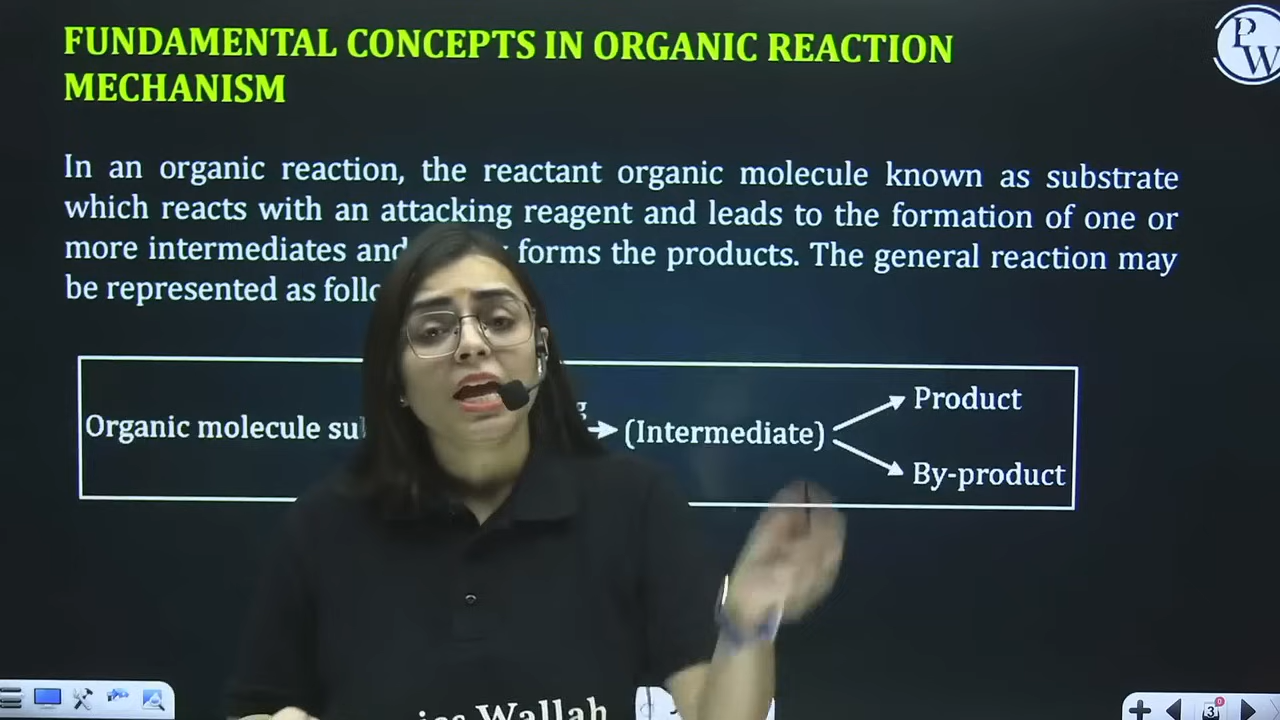 FUNDAMENTAL CONCEPTS IN ORGANIC REACTION
MECHANISM
P
W
In an organic reaction, the reactant organic molecule known as substrate
which reacts with an attacking reagent and leads to the formation of one or
more intermediates and forms the products. The general reaction may
be represented as
Organic molecule
(Intermediate)
Product
By-product
Wallah
3